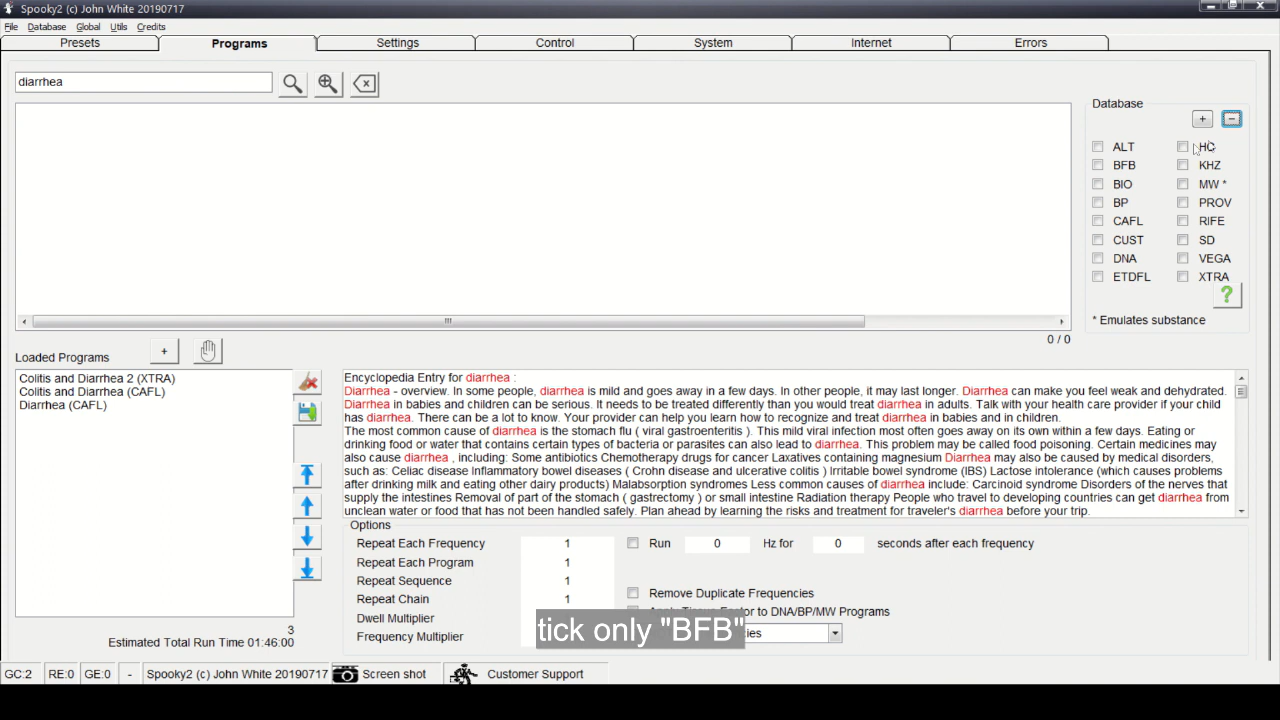 Spooky2 (c) John White 20190717
File Database Global Utils Credits
Presets Programs Settings Control System Internet Errors
diarrhea
Database
+ −
ALT HC
BFB KHZ
BIO MW *
BP PROV
CAFL RIFE
CUST SD
DNA VEGA
ETDFL XTRA
?
* Emulates substance
0 / 0
Loaded Programs +
Colitis and Diarrhea 2 (XTRA)
Colitis and Diarrhea (CAFL)
Diarrhea (CAFL)
3
Estimated Total Run Time 01:46:00
Encyclopedia Entry for diarrhea :
Diarrhea - overview. In some people, diarrhea is mild and goes away in a few days. In other people, it may last longer. Diarrhea can make you feel weak and dehydrated.
Diarrhea in babies and children can be serious. It needs to be treated differently than you would treat diarrhea in adults. Talk with your health care provider if your child
has diarrhea. There can be a lot to know. Your provider can help you learn how to recognize and treat diarrhea in babies and children.
The most common cause of diarrhea is the stomach flu ( viral gastroenteritis ). This mild viral infection most often goes away on its own within a few days. Eating or
drinking food or water that contains certain types of bacteria or parasites can also lead to diarrhea. This problem may be called food poisoning. Certain medicines may
also cause diarrhea , including: Some antibiotics Chemotherapy drugs for cancer Laxatives containing magnesium Diarrhea may also be caused by medical disorders,
such as: Celiac disease Inflammatory bowel diseases ( Crohn disease and ulcerative colitis ) Irritable bowel syndrome (IBS) Lactose intolerance (which causes problems
after drinking milk and eating other dairy products) Malabsorption syndromes Less common causes of diarrhea include: Carcinoid syndrome Disorders of the nerves that
supply the intestines Removal of part of the stomach ( gastrectomy ) or small intestine Radiation therapy People who travel to developing countries can get diarrhea from
unclean water or food that has not been handled safely. Plan ahead by learning the risks and treatment for traveler's diarrhea before your trip.
Options
Repeat Each Frequency 1 Run 0 Hz for 0 seconds after each frequency
Repeat Each Program 1
Repeat Sequence 1
Repeat Chain 1 Remove Duplicate Frequencies
Dwell Multiplier to DNA/BP/MW Programs
Frequency Multiplier
tick only "BFB"
GC:2 RE:0 GE:0 - Spooky2 (c) John White 20190717 Screen shot Customer Support